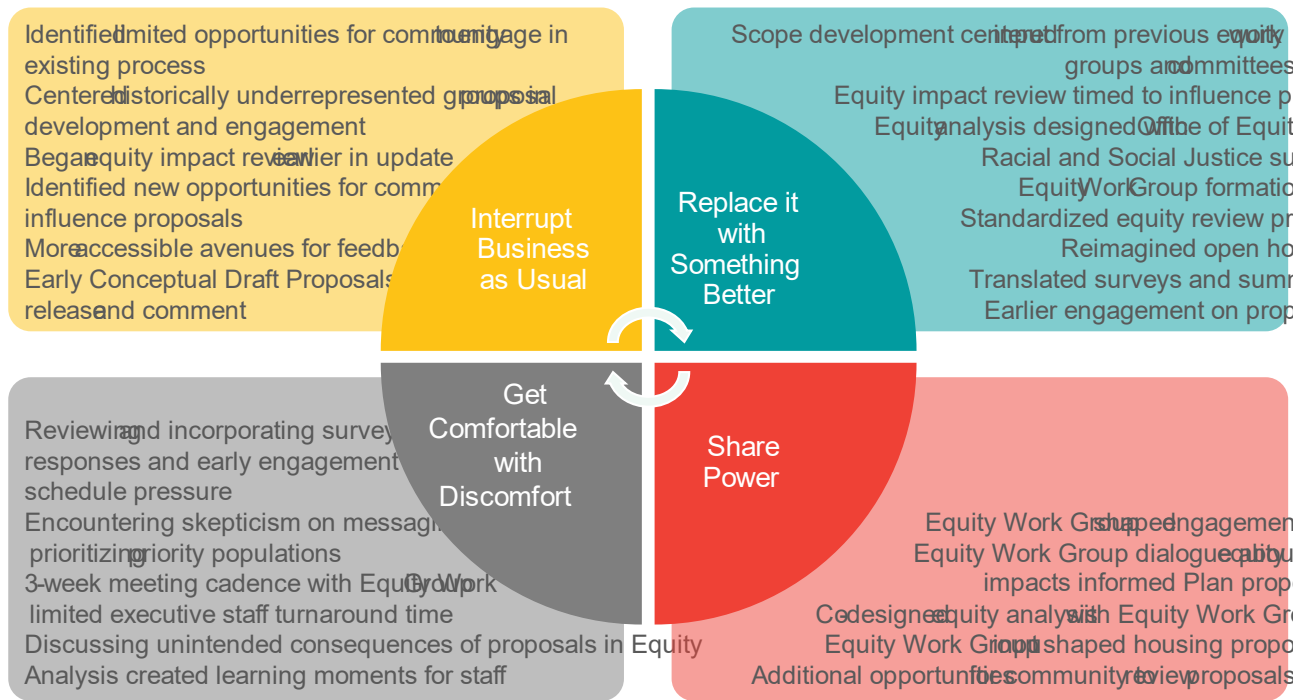 Identified limited opportunities for community to engage in
existing process
Centered historically underrepresented groups in proposal
development and engagement
Began equity impact review earlier in update
Identified new opportunities for comm
influence proposals
More accessible avenues for feedba
Early Conceptual Draft Proposals
release and comment
Interrupt
Business
as Usual
Scope development centered input from previous equity work
groups and committees
Equity impact review timed to influence p
Equity analysis designed with Office of Equit
Racial and Social Justice su
Equity Work Group formatio
Standardized equity review pr
Reimagined open ho
Translated surveys and summ
Earlier engagement on prop
Replace it
with
Something
Better
Reviewing and incorporating survey
responses and early engagement
schedule pressure
Encountering skepticism on messagin
prioritizing priority populations
3-week meeting cadence with Equity Work Group
limited executive staff turnaround time
Discussing unintended consequences of proposals in Equity
Analysis created learning moments for staff
Get
Comfortable
with
Discomfort
Share
Power
Equity Work Group shaped engagemen
Equity Work Group dialogue about equity
impacts informed Plan propo
Co-designed equity analysis with Equity Work Gro
Equity Work Group input shaped housing propo
Additional opportunities for community to review proposals